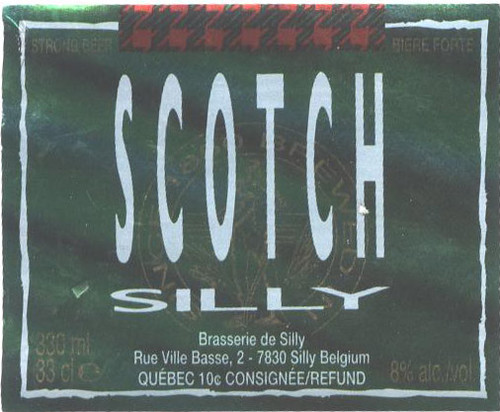 STRONG BEER
BIERE FORTE
SCOTCH
SILLY
Brasserie de Silly
330 ml
Rue Ville Basse, 2 - 7830 Silly Belgium
33 cl e
QUÉBEC 10¢ CONSIGNÉE/REFUND
8% alc./vol